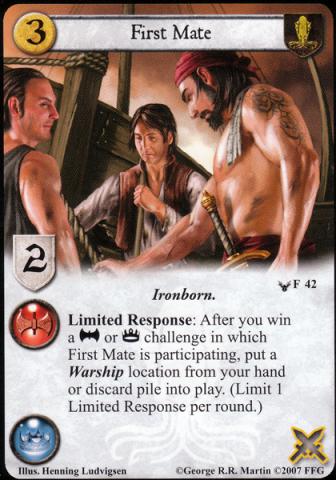 3
First Mate
2
F 42
Ironborn.
Limited Response: After you win
a or challenge in which
First Mate is participating, put a
Warship location from your hand
or discard pile into play. (Limit 1
Limited Response per round.)
Illus. Henning Ludvigsen
©George R.R. Martin ©2007 FFG